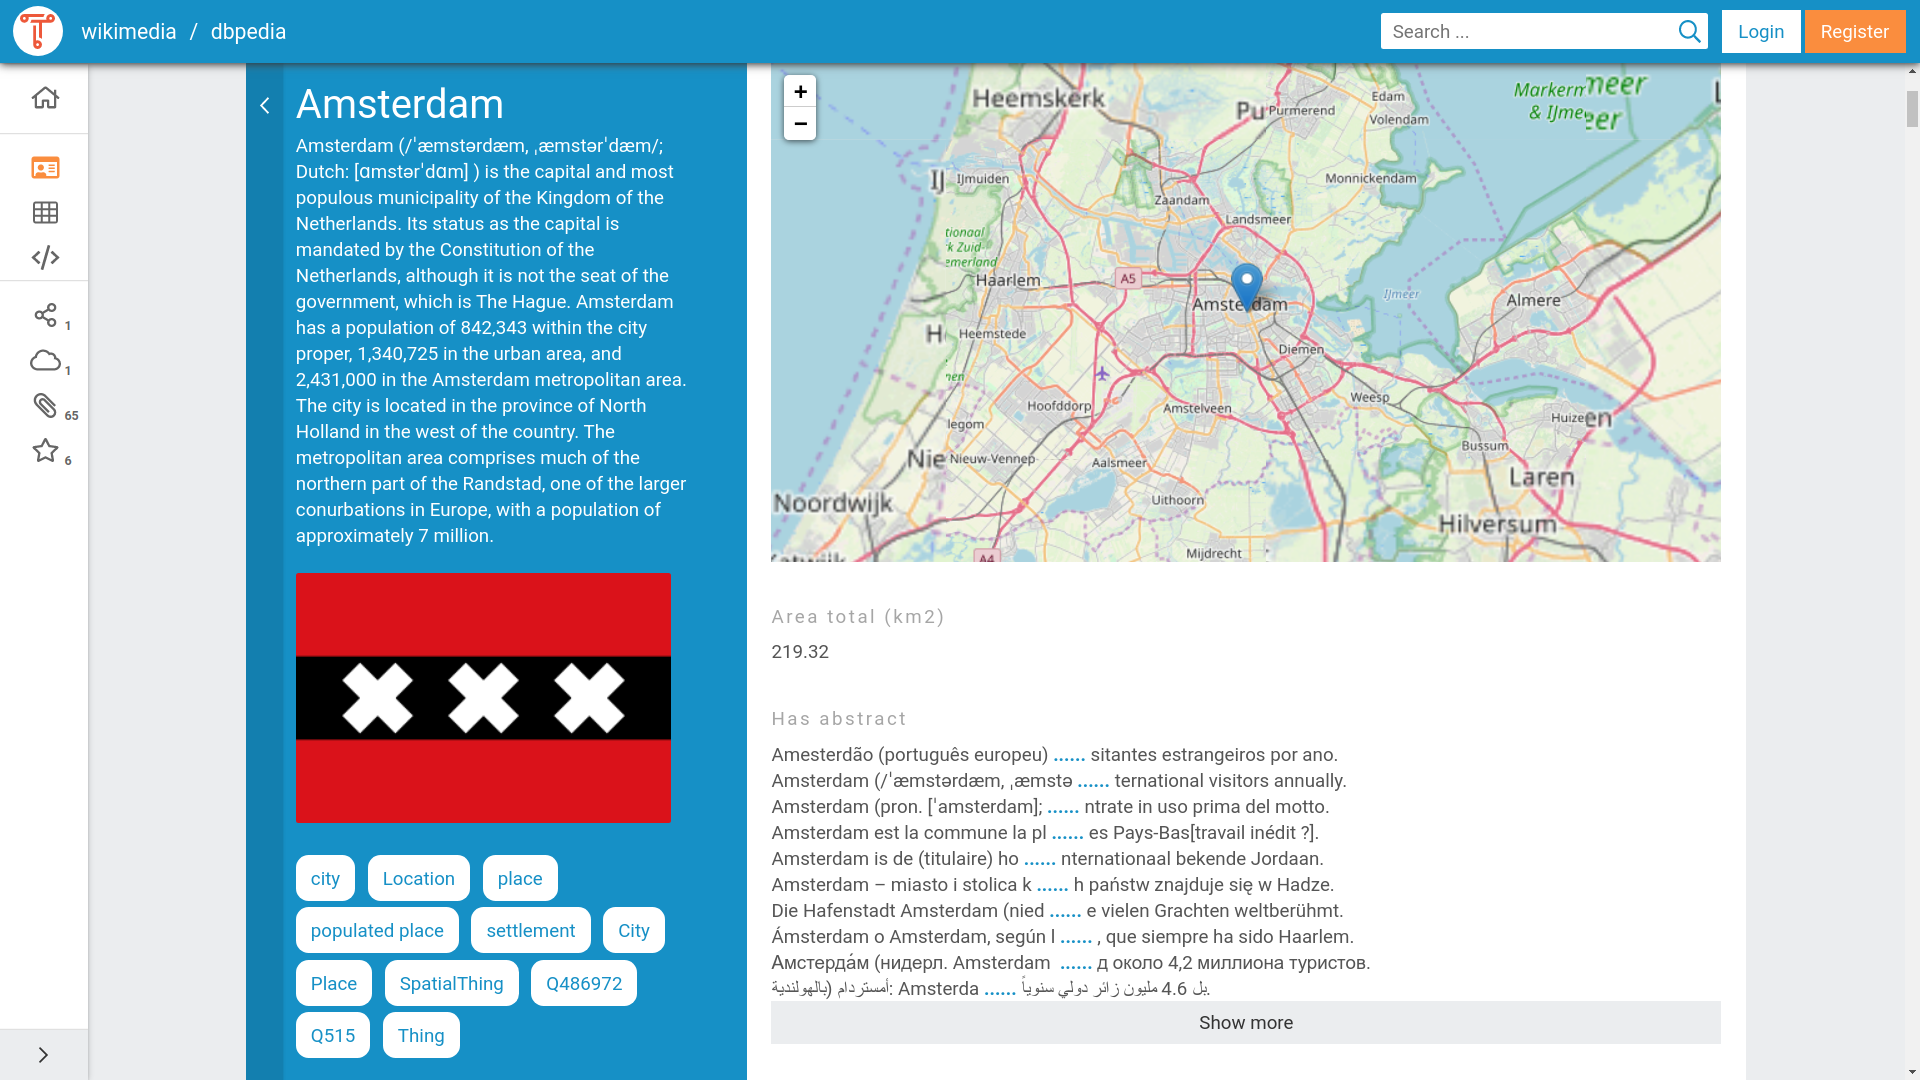 wikimedia / dbpedia
Search ...
Login
Register
1
1
65
6
Amsterdam
Amsterdam (/ˈæmstərdæm, ˌæmstərˈdæm/;
Dutch: [ɑmstərˈdɑm] ) is the capital and most
populous municipality of the Kingdom of the
Netherlands. Its status as the capital is
mandated by the Constitution of the
Netherlands, although it is not the seat of the
government, which is The Hague. Amsterdam
has a population of 842,343 within the city
proper, 1,340,725 in the urban area, and
2,431,000 in the Amsterdam metropolitan area.
The city is located in the province of North
Holland in the west of the country. The
metropolitan area comprises much of the
northern part of the Randstad, one of the larger
conurbations in Europe, with a population of
approximately 7 million.
city Location place
populated place settlement City
Place SpatialThing Q486972
Q515 Thing
+
−
Heemskerk
Purmerend
Edam
Volendam
IJmuiden
Monnickendam
Zaandam
Landsmeer
Haarlem
A5
Amsterdam
IJmeer
Almere
Heemstede
Diemen
Hoofddorp
Amstelveen
Weesp
Bussum
Nieuw-Vennep
Aalsmeer
Laren
Noordwijk
Uithoorn
Hilversum
A4
Mijdrecht
Area total (km2)
219.32
Has abstract
Amesterdão (português europeu) ...... sitantes estrangeiros por ano.
Amsterdam (/ˈæmstərdæm, ˌæmstə ...... ternational visitors annually.
Amsterdam (pron. [ˈamsterdam]; ...... ntrate in uso prima del motto.
Amsterdam est la commune la pl ...... es Pays-Bas[travail inédit ?].
Amsterdam is de (titulaire) ho ...... nternationaal bekende Jordaan.
Amsterdam – miasto i stolica k ...... h państw znajduje się w Hadze.
Die Hafenstadt Amsterdam (nied ...... e vielen Grachten weltberühmt.
Ámsterdam o Amsterdam, según l ...... , que siempre ha sido Haarlem.
Амстерда́м (нидерл. Amsterdam ...... д около 4,2 миллиона туристов.
أمستردام (بالهولندية: Amsterda ...... بل 4.6 مليون زائر دولي سنوياً.
Show more